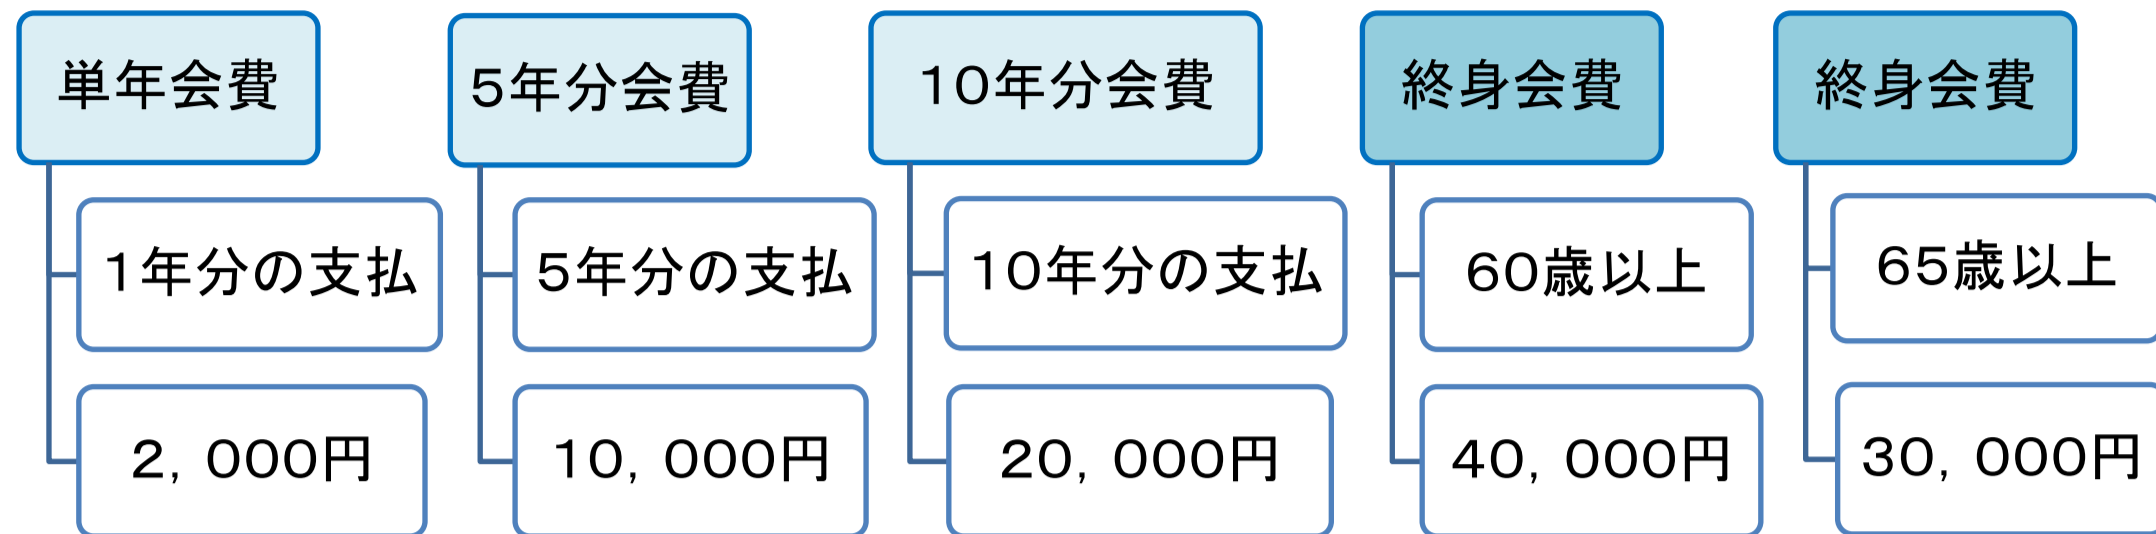 単年会費
1年分の支払
2, 000円
5年分会費
5年分の支払
10, 000円
10年分会費
10年分の支払
20, 000円
終身会費
60歳以上
40, 000円
終身会費
65歳以上
30, 000円